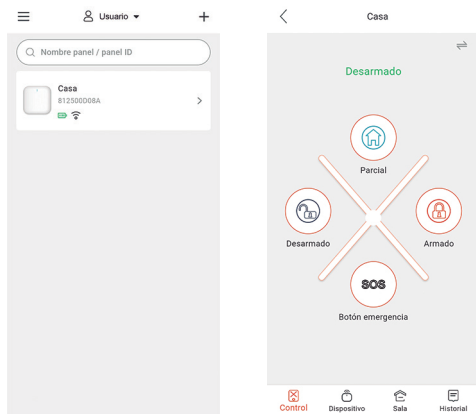 Usuario
Nombre panel / panel ID
Casa
812500D08A
Casa
Desarmado
Parcial
Desarmado
Armado
SOS
Botón emergencia
Control
Dispositivo
Sala
Historial